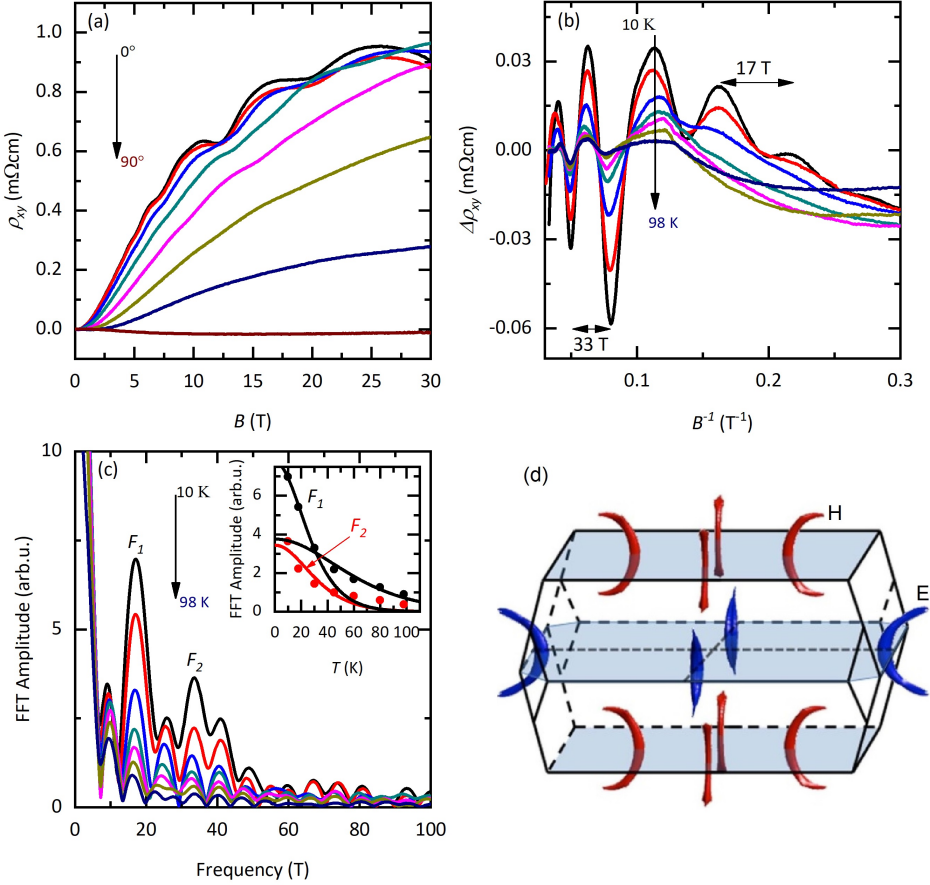 (a)
0°
90°
1.0
0.8
0.6
0.4
0.2
0.0
ρxy (mΩcm)
0 5 10 15 20 25 30
B (T)
(b)
10 K
17 T
98 K
33 T
0.03
0.00
-0.03
-0.06
Δρxy (mΩcm)
0.1 0.2 0.3
B⁻¹ (T⁻¹)
(c)
10 K
98 K
F₁
F₂
10
5
0
FFT Amplitude (arb.u.)
0 20 40 60 80 100
Frequency (T)
F₁
F₂
6
4
2
0
FFT Amplitude (arb.u.)
0 20 40 60 80 100
T (K)
(d)
H
E